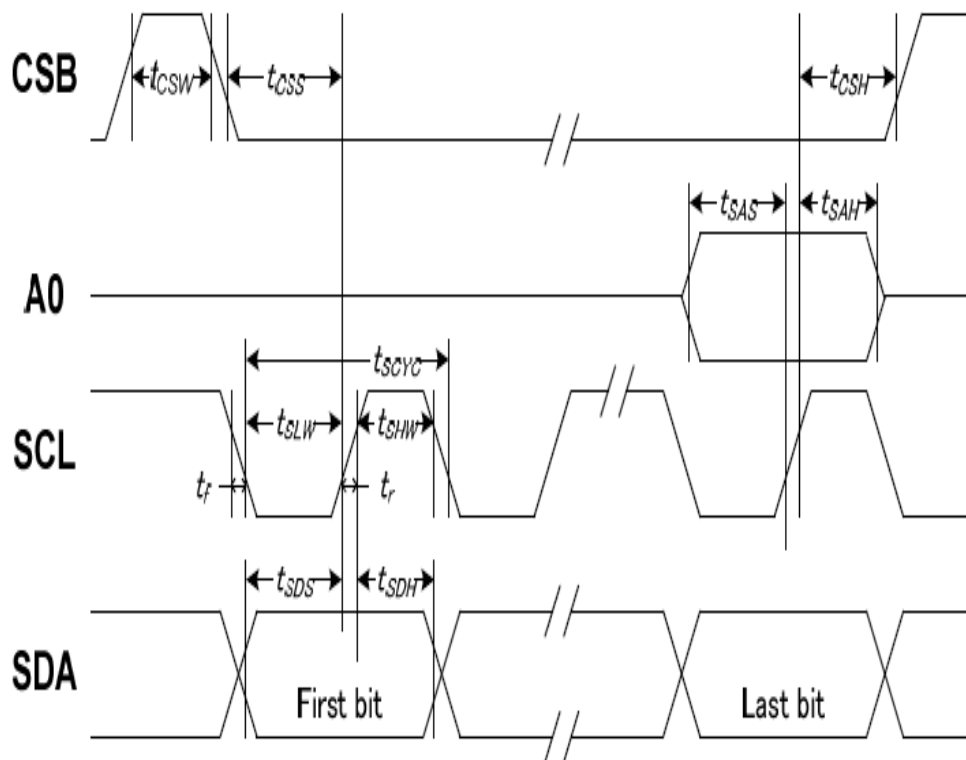 CSB
tCSW
tCSS
tCSH
tSAS
tSAH
A0
tSCYC
SCL
tSLW
tSHW
tf
tr
tSDS
tSDH
SDA
First bit
Last bit